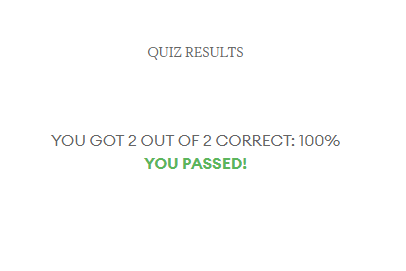 QUIZ RESULTS
YOU GOT 2 OUT OF 2 CORRECT: 100%
YOU PASSED!